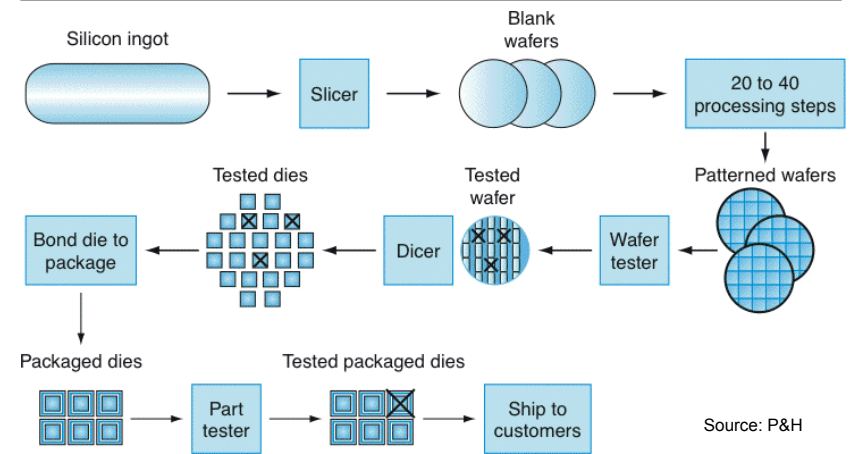 Silicon ingot
Slicer
Blank
wafers
20 to 40
processing steps
Patterned wafers
Wafer
tester
Tested
wafer
Dicer
Tested dies
Bond die to
package
Packaged dies
Part
tester
Tested packaged dies
Ship to
customers
Source: P&H